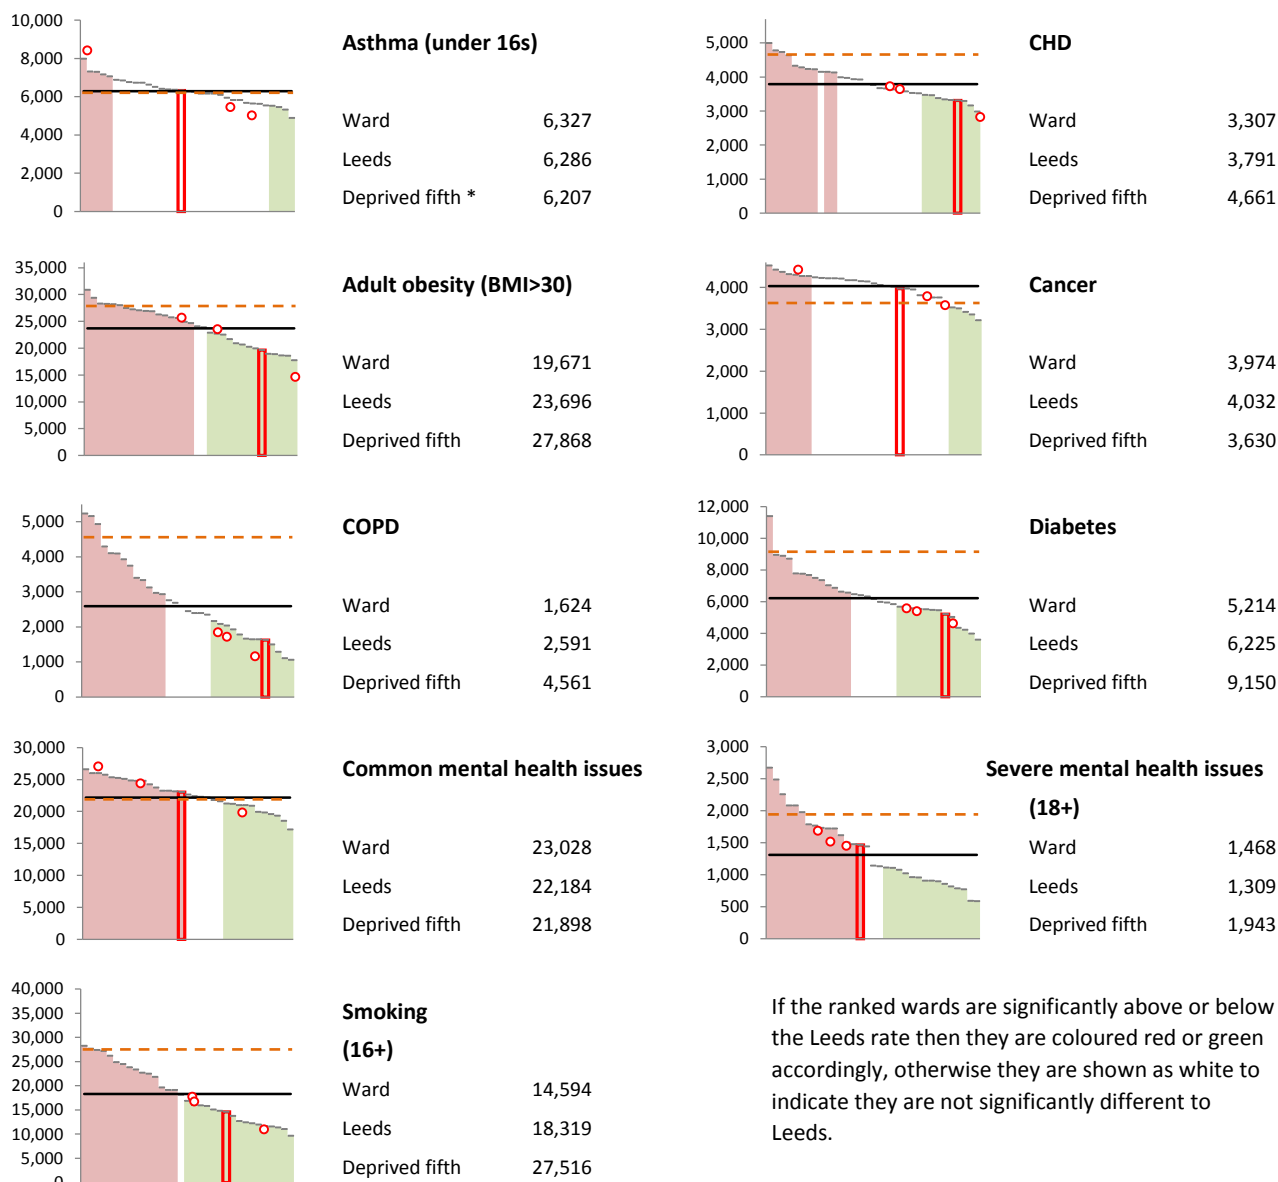 Asthma (under 16s)
10,000
8,000
6,000
4,000
2,000
0
Ward 6,327
Leeds 6,286
Deprived fifth * 6,207
CHD
5,000
4,000
3,000
2,000
1,000
0
Ward 3,307
Leeds 3,791
Deprived fifth 4,661
Adult obesity (BMI>30)
35,000
30,000
25,000
20,000
15,000
10,000
5,000
0
Ward 19,671
Leeds 23,696
Deprived fifth 27,868
Cancer
4,000
3,000
2,000
1,000
0
Ward 3,974
Leeds 4,032
Deprived fifth 3,630
COPD
5,000
4,000
3,000
2,000
1,000
0
Ward 1,624
Leeds 2,591
Deprived fifth 4,561
Diabetes
12,000
10,000
8,000
6,000
4,000
2,000
0
Ward 5,214
Leeds 6,225
Deprived fifth 9,150
Common mental health issues
30,000
25,000
20,000
15,000
10,000
5,000
0
Ward 23,028
Leeds 22,184
Deprived fifth 21,898
Severe mental health issues
(18+)
3,000
2,500
2,000
1,500
1,000
500
0
Ward 1,468
Leeds 1,309
Deprived fifth 1,943
Smoking
(16+)
40,000
35,000
30,000
25,000
20,000
15,000
10,000
5,000
0
Ward 14,594
Leeds 18,319
Deprived fifth 27,516
If the ranked wards are significantly above or below
the Leeds rate then they are coloured red or green
accordingly, otherwise they are shown as white to
indicate they are not significantly different to
Leeds.